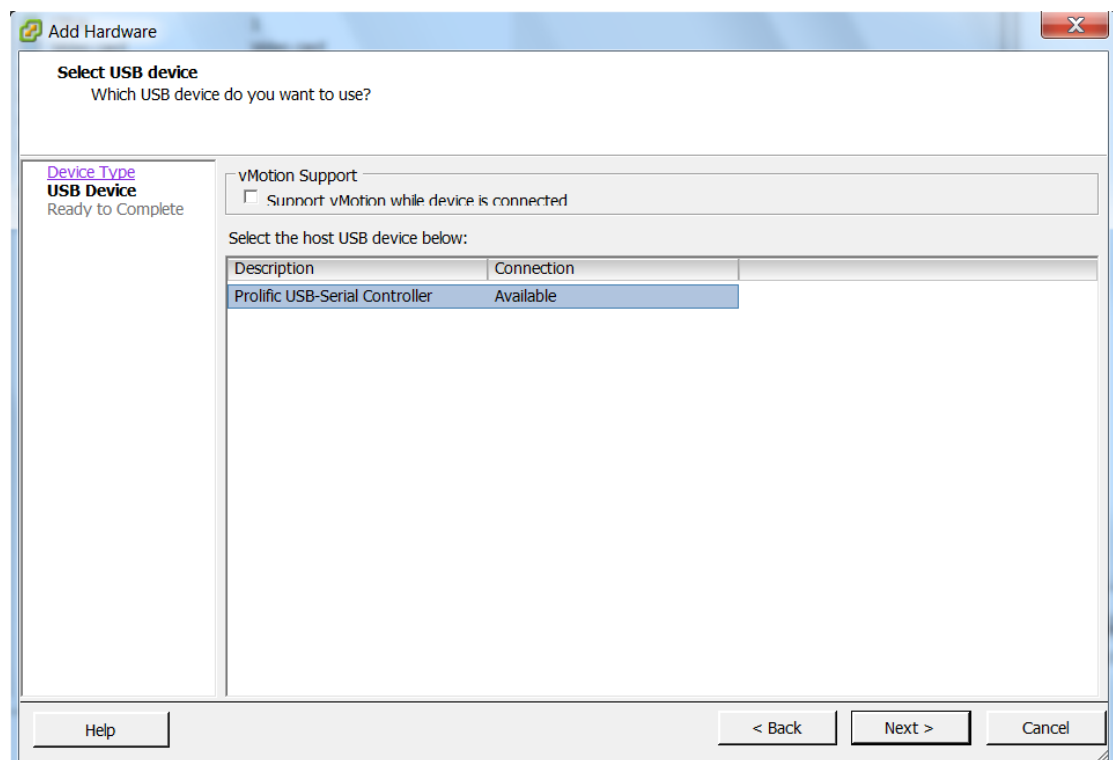 Add Hardware
Select USB device
Which USB device do you want to use?
Device Type
USB Device
Ready to Complete
vMotion Support
Support vMotion while device is connected
Select the host USB device below:
Description Connection
Prolific USB-Serial Controller Available
Help < Back Next > Cancel